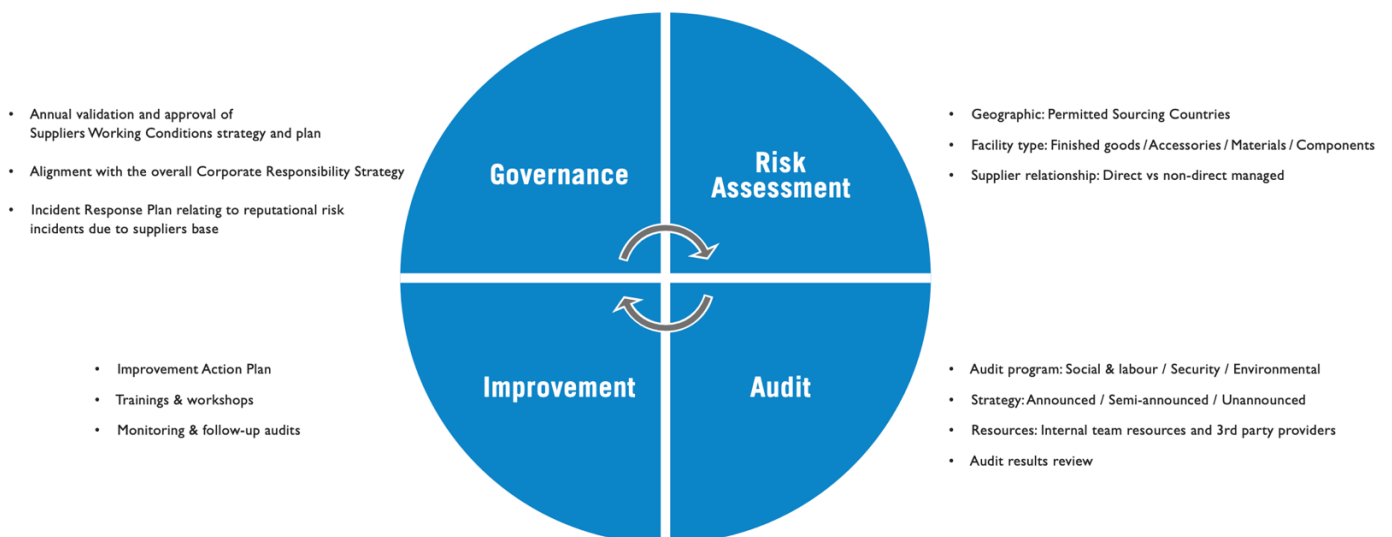 • Annual validation and approval of
Suppliers Working Conditions strategy and plan
• Alignment with the overall Corporate Responsibility Strategy
• Incident Response Plan relating to reputational risk
incidents due to suppliers base
Governance
Risk
Assessment
• Geographic: Permitted Sourcing Countries
• Facility type: Finished goods / Accessories / Materials / Components
• Supplier relationship: Direct vs non-direct managed
• Improvement Action Plan
• Trainings & workshops
• Monitoring & follow-up audits
Improvement
Audit
• Audit program: Social & labour / Security / Environmental
• Strategy: Announced / Semi-announced / Unannounced
• Resources: Internal team resources and 3rd party providers
• Audit results review